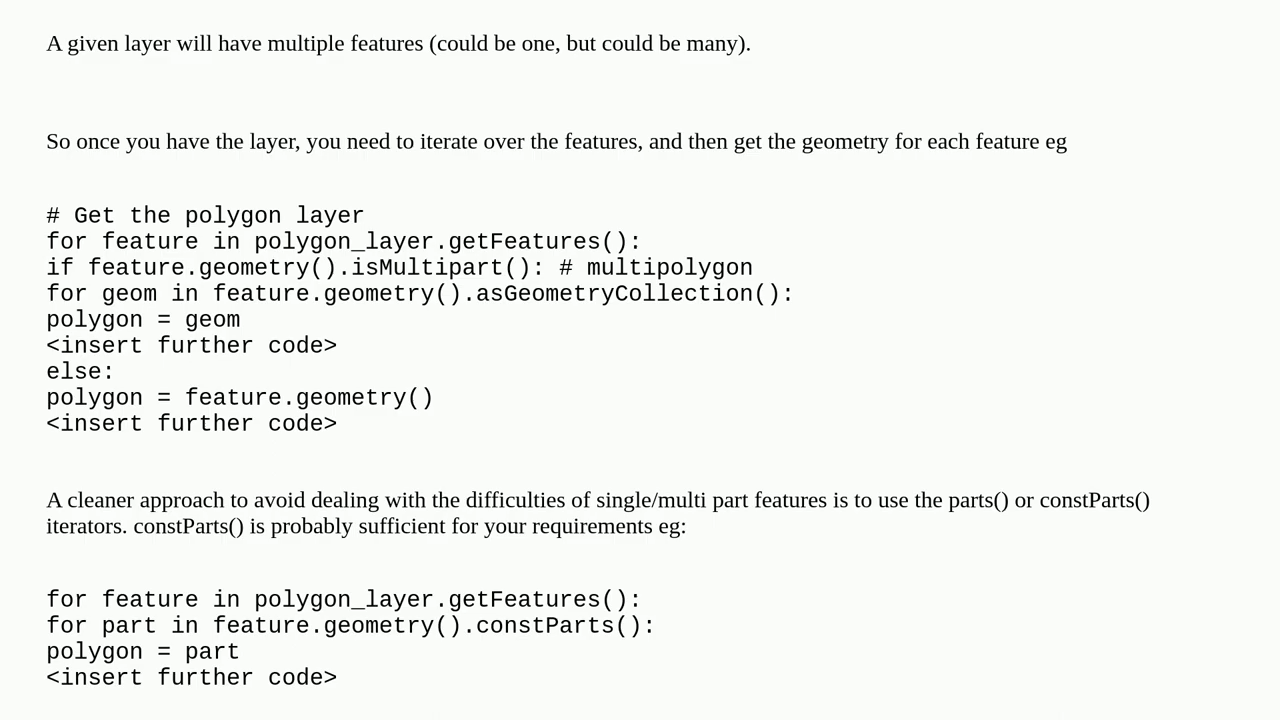 A given layer will have multiple features (could be one, but could be many).
So once you have the layer, you need to iterate over the features, and then get the geometry for each feature eg
# Get the polygon layer
for feature in polygon_layer.getFeatures():
if feature.geometry().isMultipart(): # multipolygon
for geom in feature.geometry().asGeometryCollection():
polygon = geom
<insert further code>
else:
polygon = feature.geometry()
<insert further code>
A cleaner approach to avoid dealing with the difficulties of single/multi part features is to use the parts() or constParts()
iterators. constParts() is probably sufficient for your requirements eg:
for feature in polygon_layer.getFeatures():
for part in feature.geometry().constParts():
polygon = part
<insert further code>